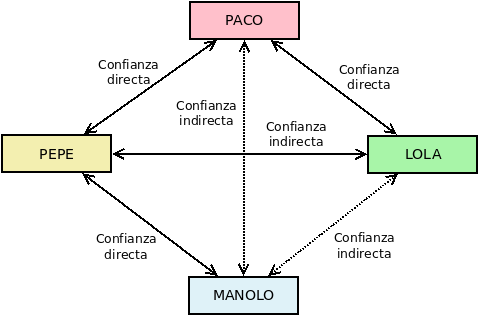 PACO
Confianza
directa
Confianza
directa
Confianza
indirecta
Confianza
indirecta
PEPE
LOLA
Confianza
directa
Confianza
indirecta
MANOLO